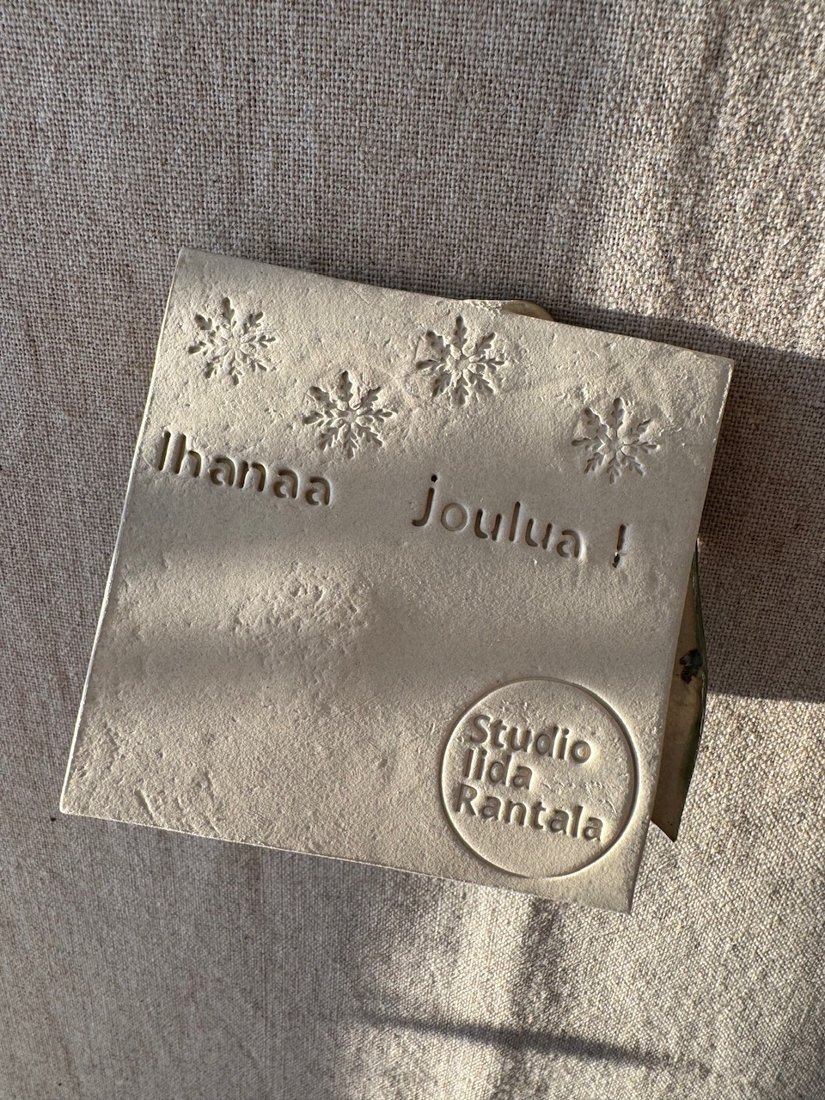 Ihanaa joulua !
Studio
Iida
Rantala